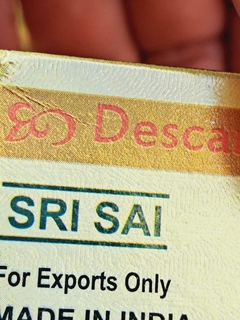 Desca
SRI SAI
For Exports Only
MADE IN INDIA